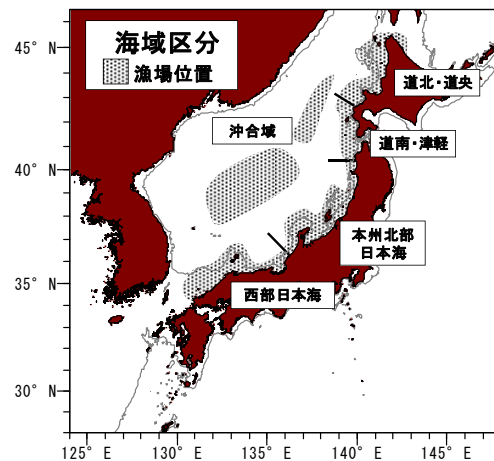 海域区分
漁場位置
道北・道央
沖合域
道南・津軽
本州北部
日本海
西部日本海
45° N
40° N
35° N
30° N
125° E
130° E
135° E
140° E